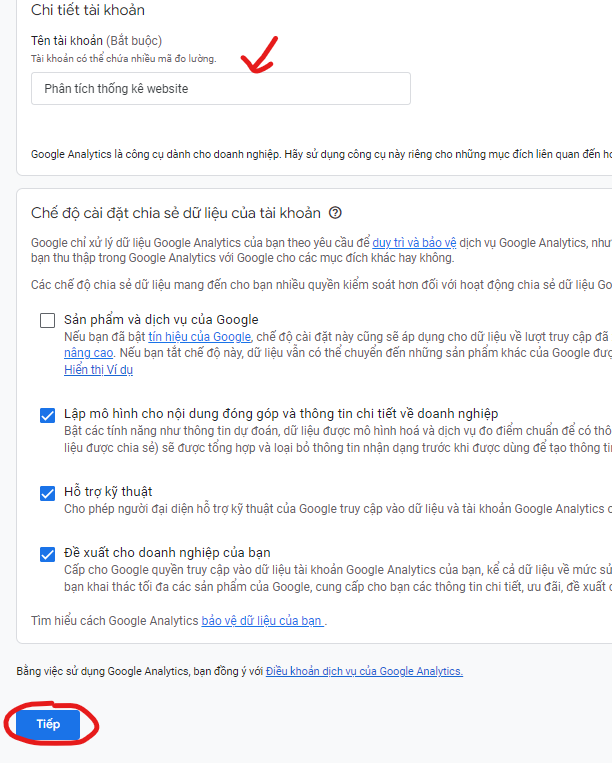 Chi tiết tài khoản
Tên tài khoản (Bắt buộc)
Tài khoản có thể chứa nhiều mã đo lường.
Phân tích thống kê website
Google Analytics là công cụ dành cho doanh nghiệp. Hãy sử dụng công cụ này riêng cho những mục đích liên quan đến
Chế độ cài đặt chia sẻ dữ liệu của tài khoản
Google chỉ xử lý dữ liệu Google Analytics của bạn theo yêu cầu để duy trì và bảo vệ dịch vụ Google Analytics, như
bạn thu thập trong Google Analytics với Google cho các mục đích khác hay không.
Các chế độ chia sẻ dữ liệu mang đến cho bạn nhiều quyền kiểm soát hơn đối với hoạt động chia sẻ dữ liệu
Sản phẩm và dịch vụ của Google
Nếu bạn đã bật tín hiệu của Google, chế độ cài đặt này cũng sẽ áp dụng cho dữ liệu về lượt truy cập đã
nâng cao. Nếu bạn tắt chế độ này, dữ liệu vẫn có thể chuyển đến những sản phẩm khác của Google
Hiển thị Ví dụ
Lập mô hình cho nội dung đóng góp và thông tin chi tiết về doanh nghiệp
Bật các tính năng như thông tin dự đoán, dữ liệu được mô hình hoá và dịch vụ đo điểm chuẩn để có
liệu được chia sẻ) sẽ được tổng hợp và loại bỏ thông tin nhận dạng trước khi được dùng để tạo thông
Hỗ trợ kỹ thuật
Cho phép người đại diện hỗ trợ kỹ thuật của Google truy cập vào dữ liệu và tài khoản Google Analytics
Đề xuất cho doanh nghiệp của bạn
Cấp cho Google quyền truy cập vào dữ liệu tài khoản Google Analytics của bạn, kể cả dữ liệu về mức
bạn khai thác tối đa các sản phẩm của Google, cung cấp cho bạn các thông tin chi tiết, ưu đãi, đề xuất
Tìm hiểu cách Google Analytics bảo vệ dữ liệu của bạn .
Bằng việc sử dụng Google Analytics, bạn đồng ý với Điều khoản dịch vụ của Google Analytics.
Tiếp